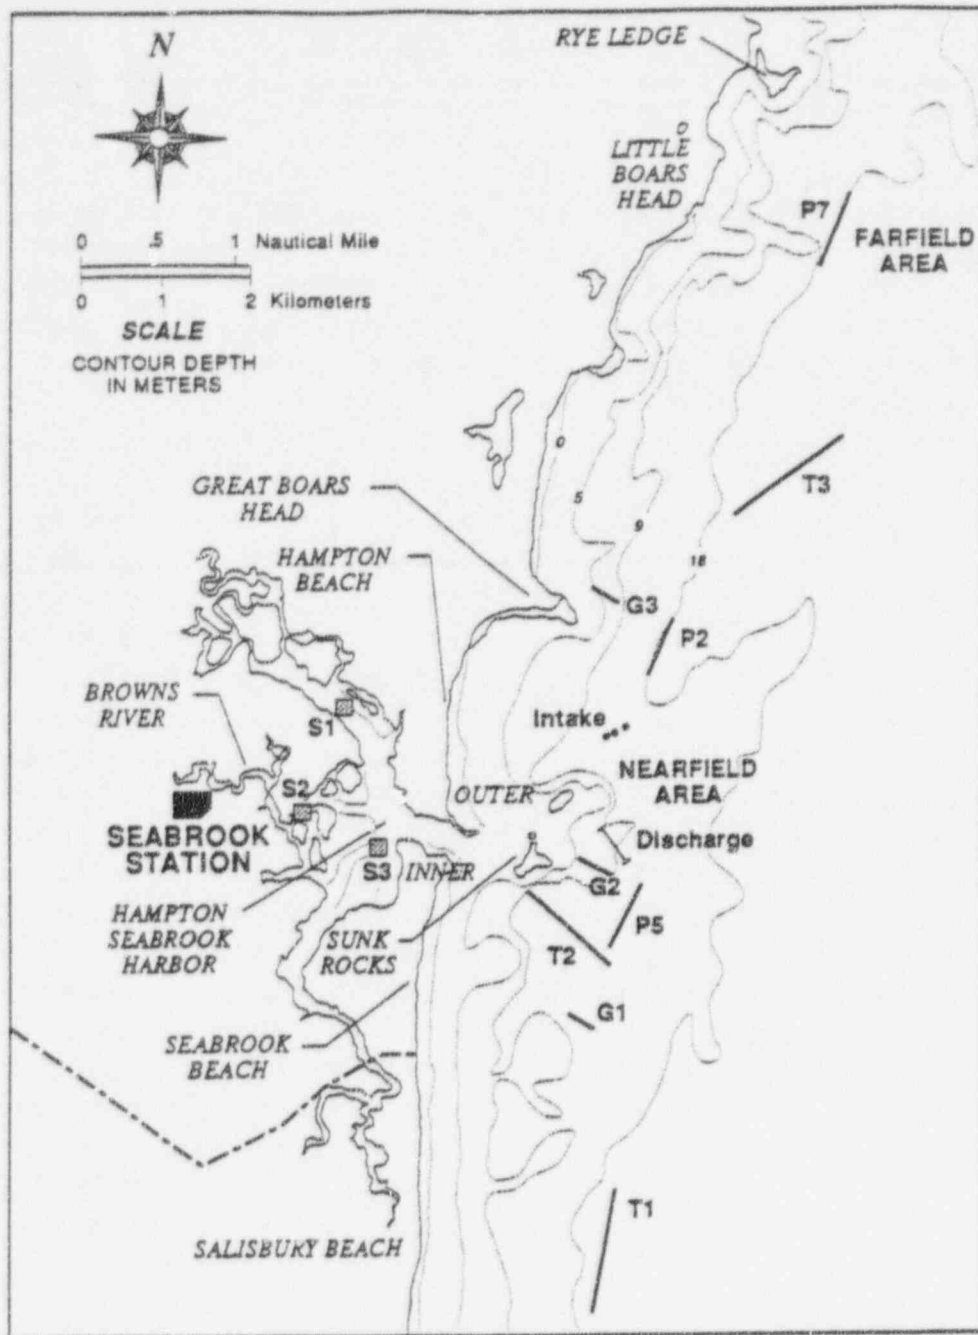 N
RYE LEDGE
LITTLE
BOARS
HEAD
P7
FARFIELD
AREA
0 .5 1 Nautical Mile
0 1 2 Kilometers
SCALE
CONTOUR DEPTH
IN METERS
0
5
9
18
T3
GREAT BOARS
HEAD
HAMPTON
BEACH
G3
P2
BROWNS
RIVER
S1
Intake
NEARFIELD
AREA
S2
OUTER
SEABROOK
STATION
Discharge
S3
INNER
G2
HAMPTON
SEABROOK
HARBOR
SUNK
ROCKS
P5
T2
G1
SEABROOK
BEACH
T1
SALISBURY BEACH